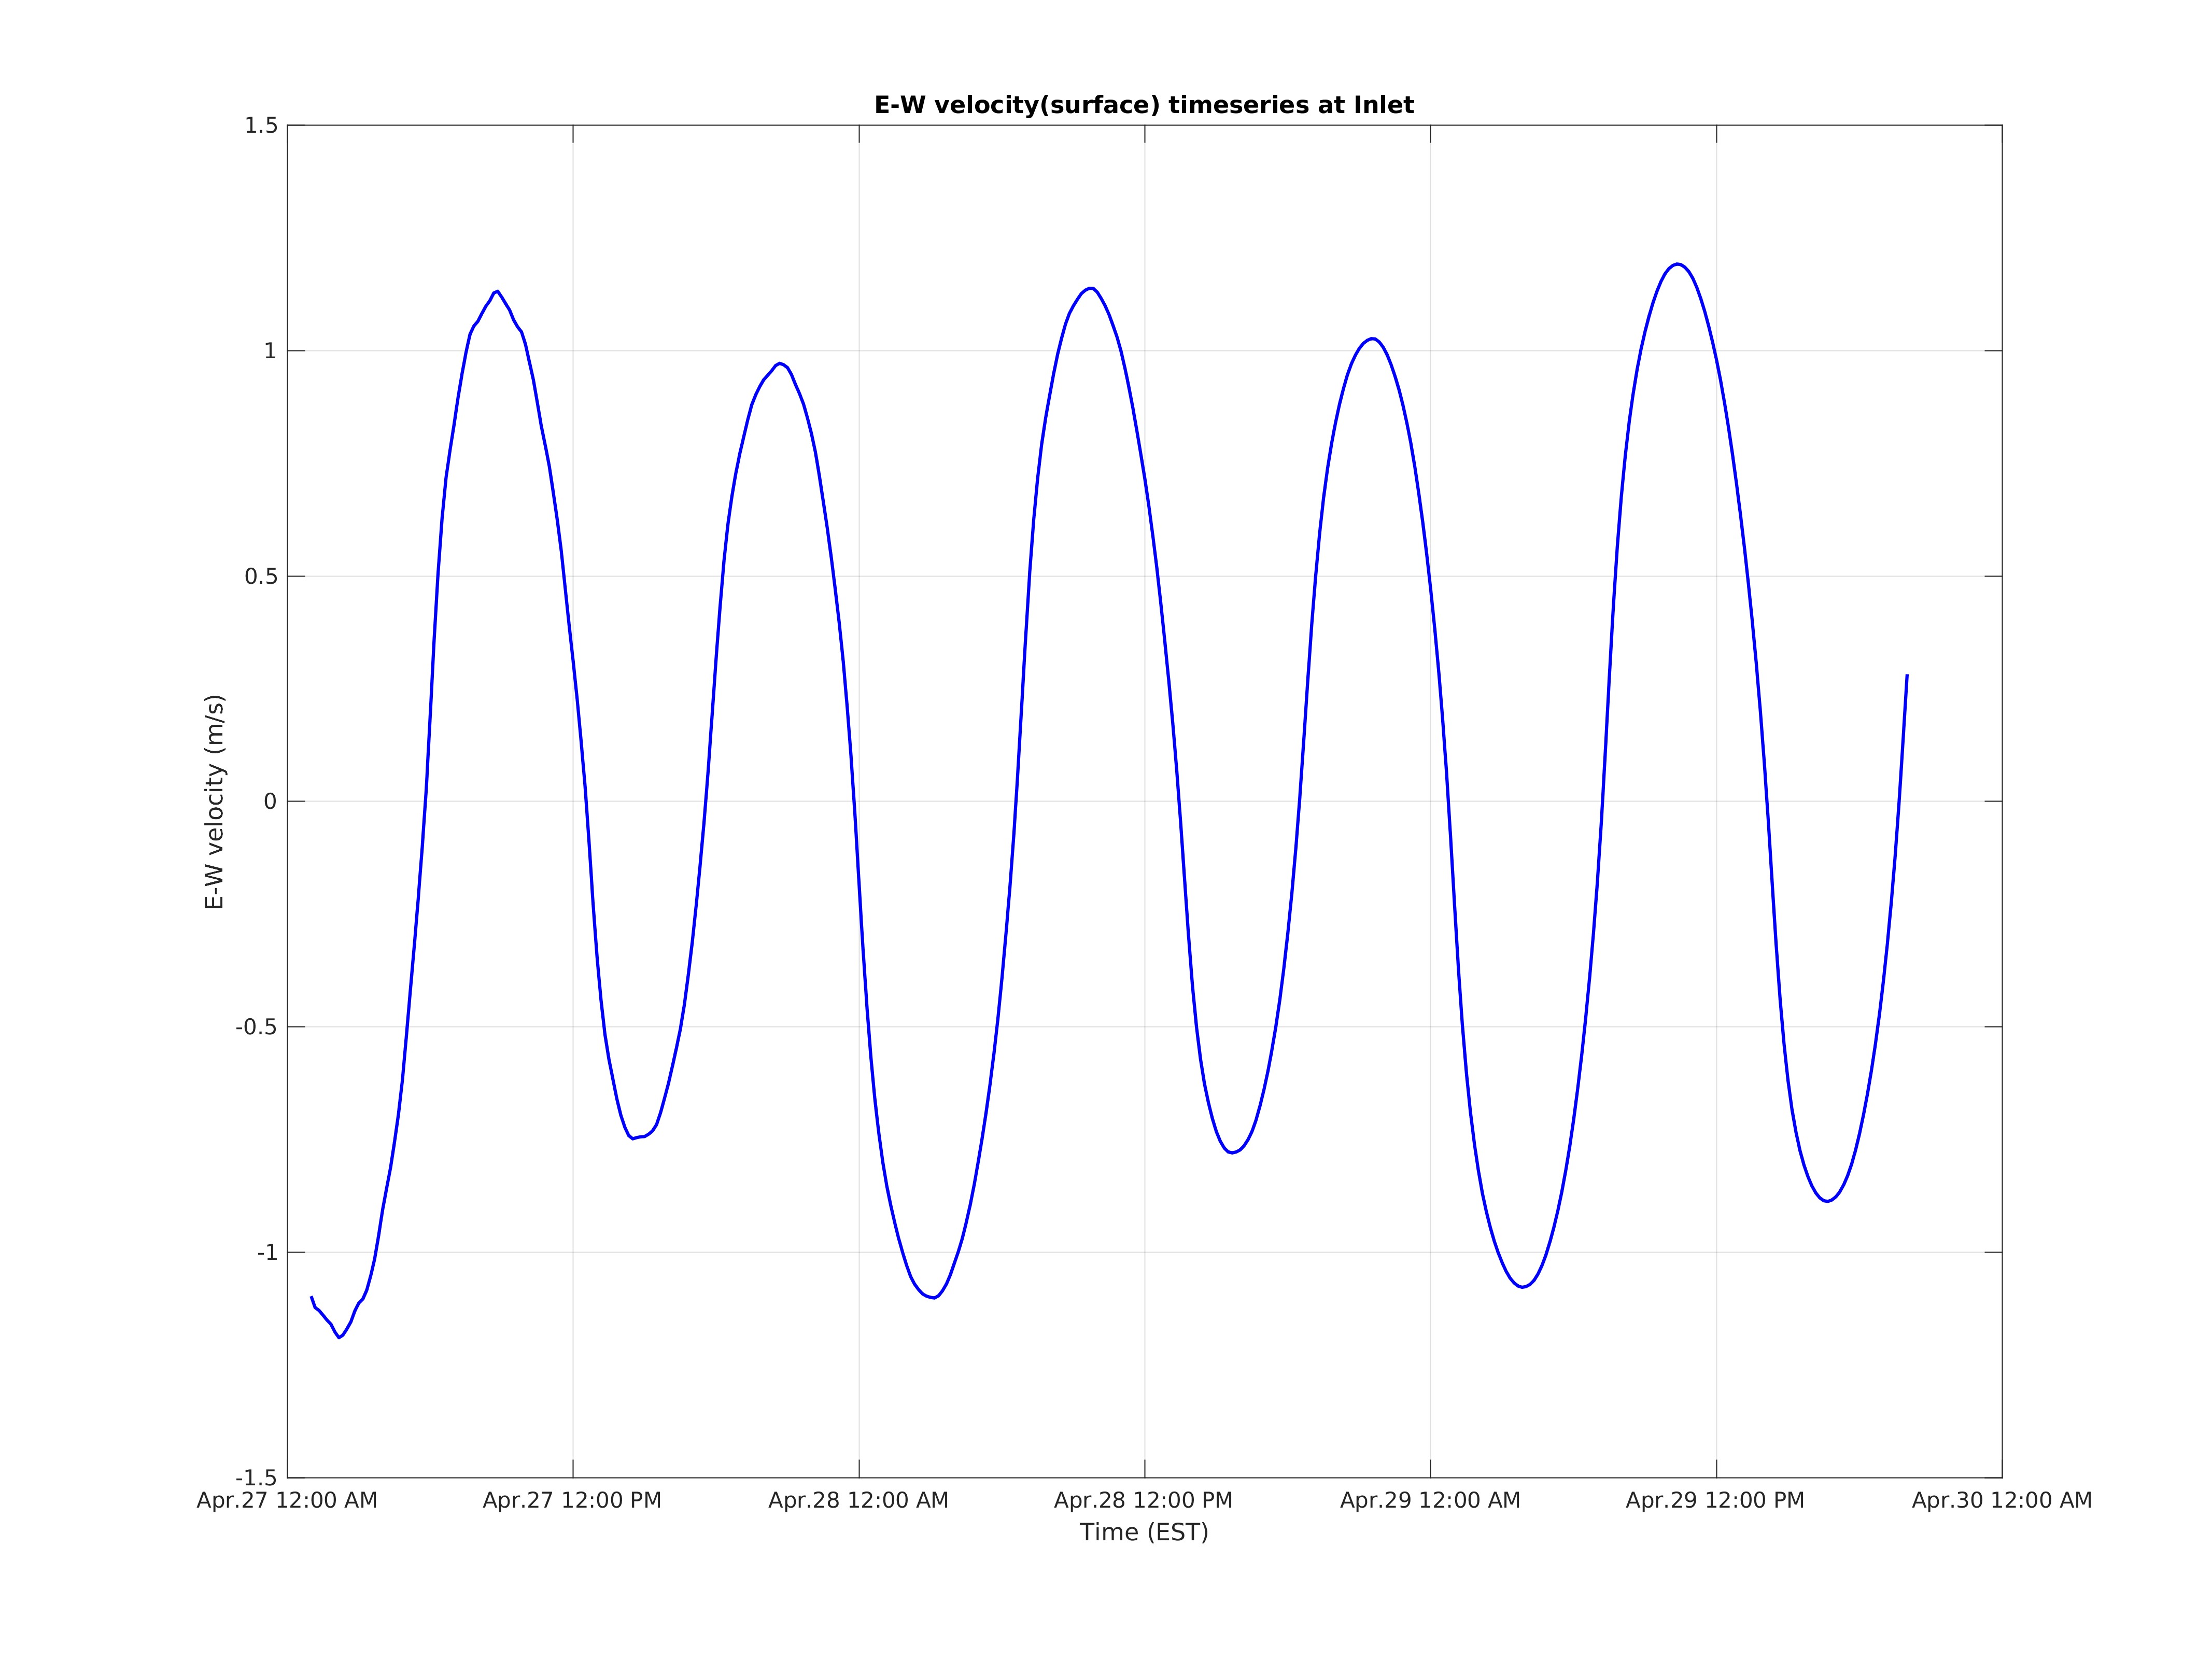 E-W velocity(surface) timeseries at Inlet
1.5
1
0.5
0
-0.5
-1
-1.5
E-W velocity (m/s)
Apr.27 12:00 AM Apr.27 12:00 PM Apr.28 12:00 AM Apr.28 12:00 PM Apr.29 12:00 AM Apr.29 12:00 PM Apr.30 12:00 AM
Time (EST)